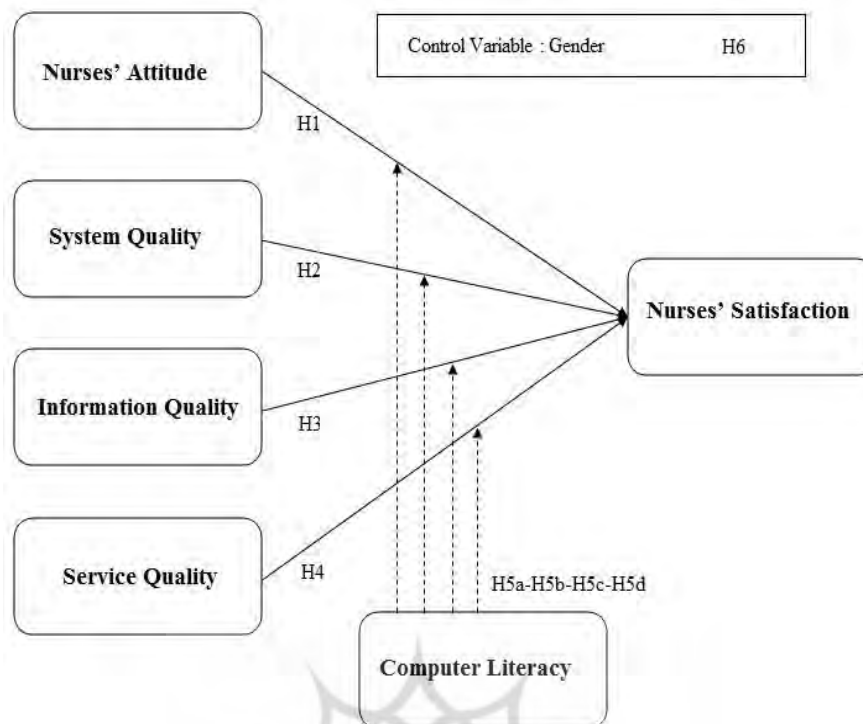 Control Variable : Gender H6
Nurses' Attitude
H1
System Quality
H2
Nurses' Satisfaction
Information Quality
H3
Service Quality
H4
H5a-H5b-H5c-H5d
Computer Literacy